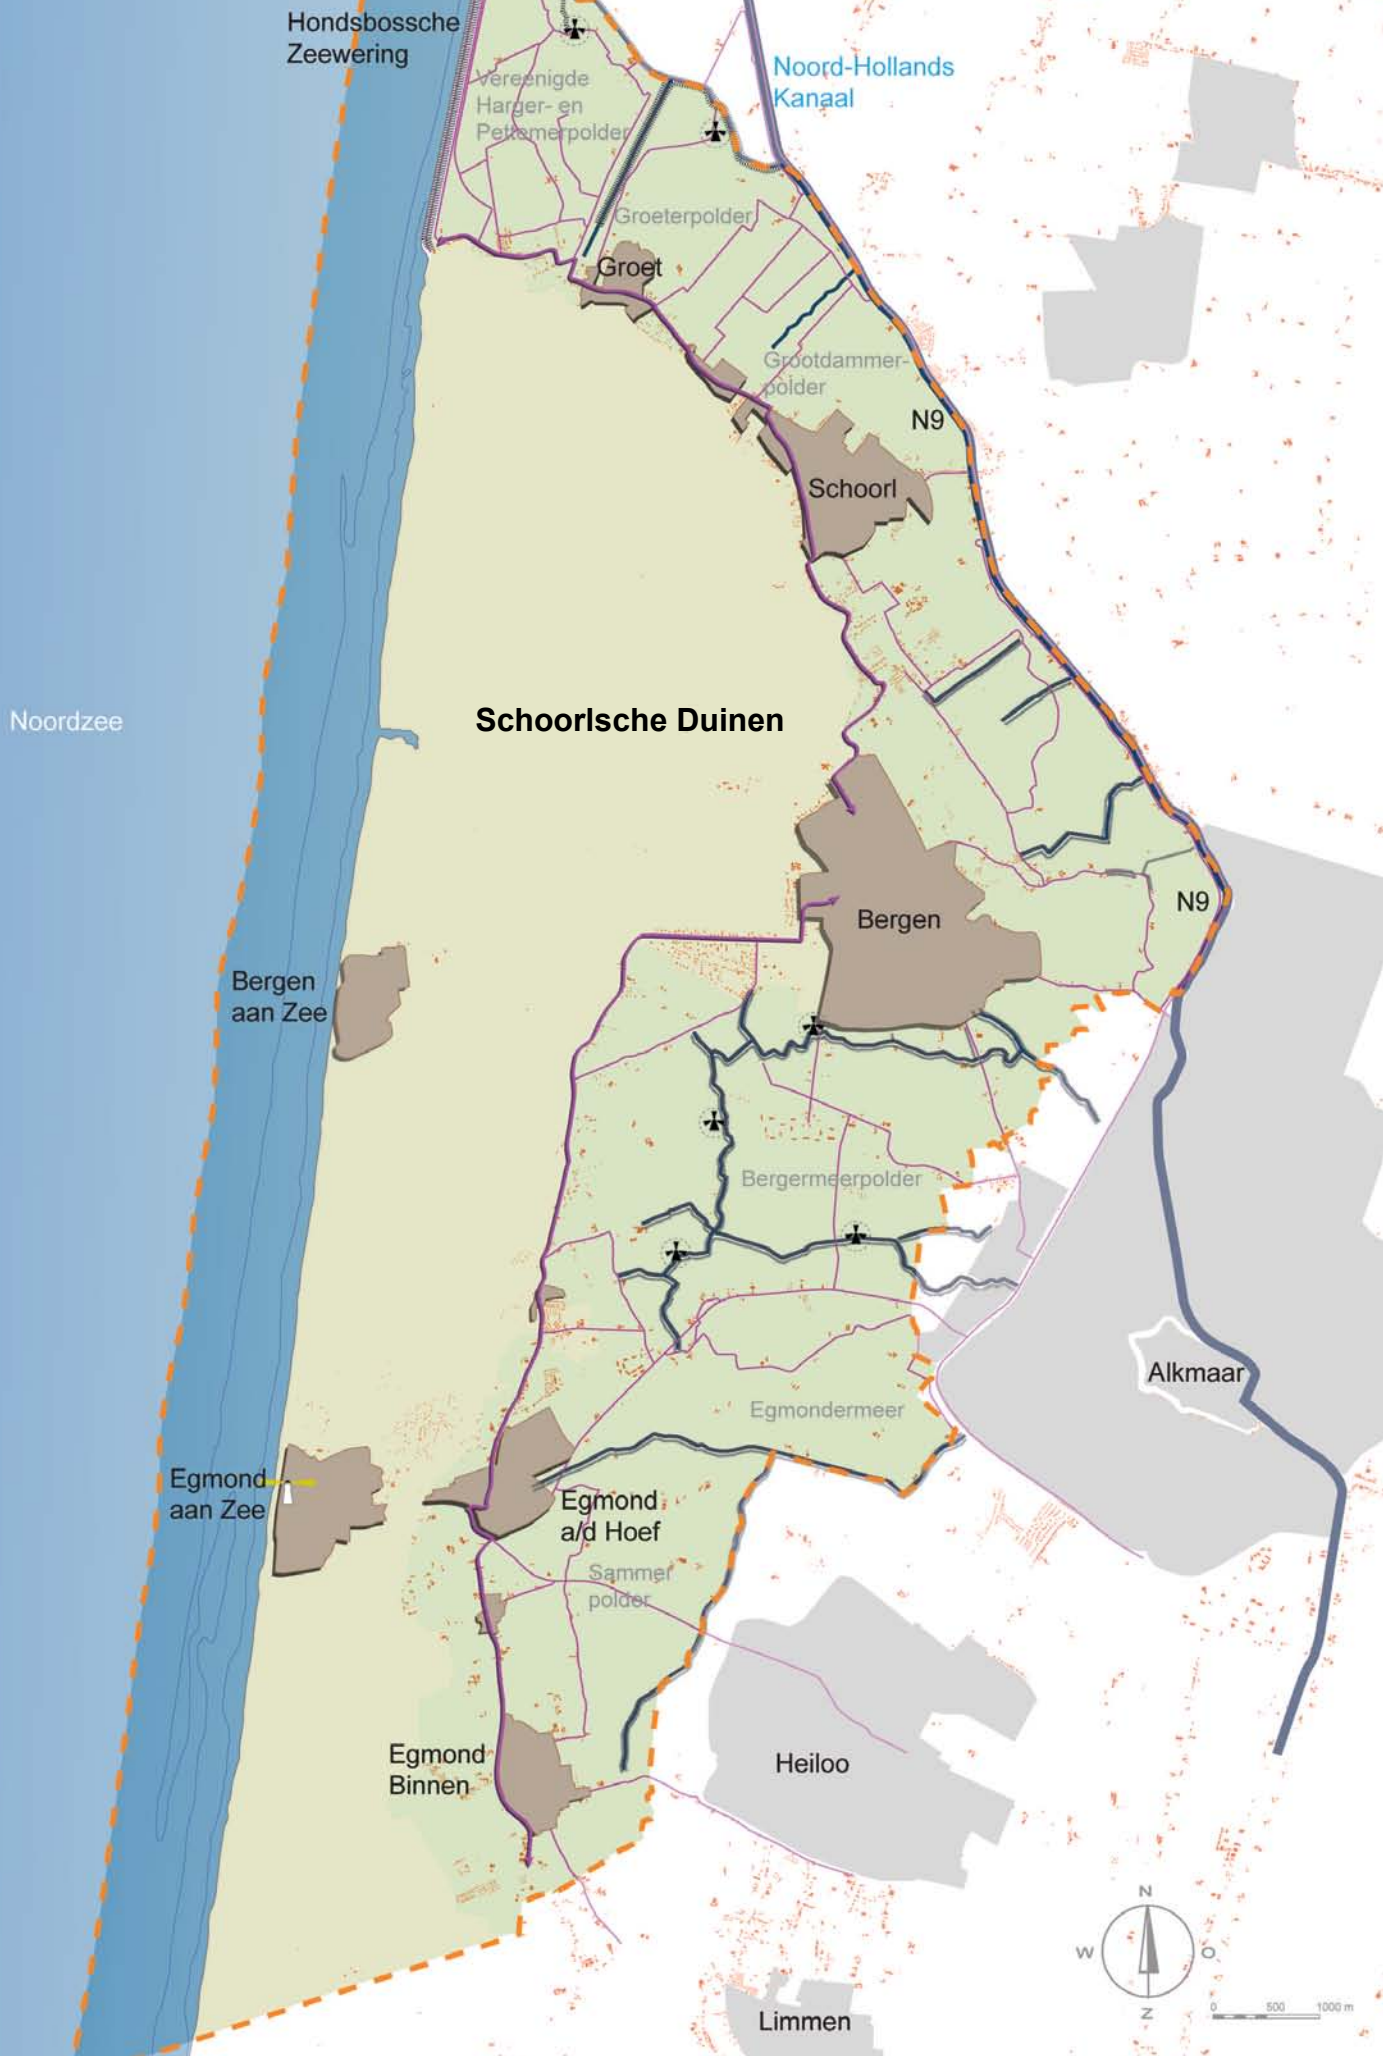 Hondsbossche
Zeewering
Noord-Hollands
Kanaal
Vereenigde
Harger- en
Pettemerpolder
Groeterpolder
Groet
Grootdammer-
polder
N9
Schoorl
Noordzee
Schoorlsche Duinen
N9
Bergen
Bergen
aan Zee
Bergermeerpolder
Alkmaar
Egmondermeer
Egmond
aan Zee
Egmond
a/d Hoef
Sammer
polder
Egmond
Binnen
Heiloo
N
W
O
Z
0 500 1000 m
Limmen